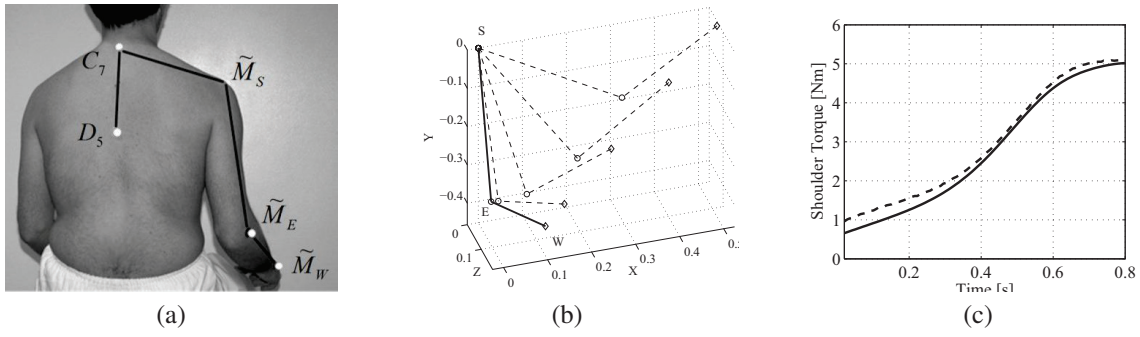 C7
M̃S
D5
M̃E
M̃W
(a)
S
0
−0.1
−0.2
−0.3
−0.4
Y
E
W
0
0.1
Z
0
0.1
0.2
0.3
0.4
X
(b)
6
5
4
3
2
1
0
Shoulder Torque [Nm]
0.2
0.4
0.6
0.8
Time [s]
(c)